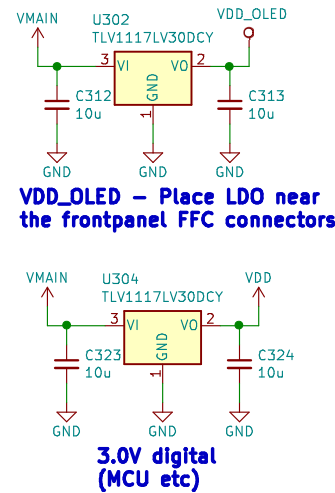 VMAIN
U302
VDD_OLED
TLV1117LV30DCY
3
VI
VO
2
GND
1
C312
10u
C313
10u
GND
GND
GND
VDD_OLED – Place LDO near
the frontpanel FFC connectors
VMAIN
U304
VDD
TLV1117LV30DCY
3
VI
VO
2
GND
1
C323
10u
C324
10u
GND
GND
GND
3.0V digital
(MCU etc)